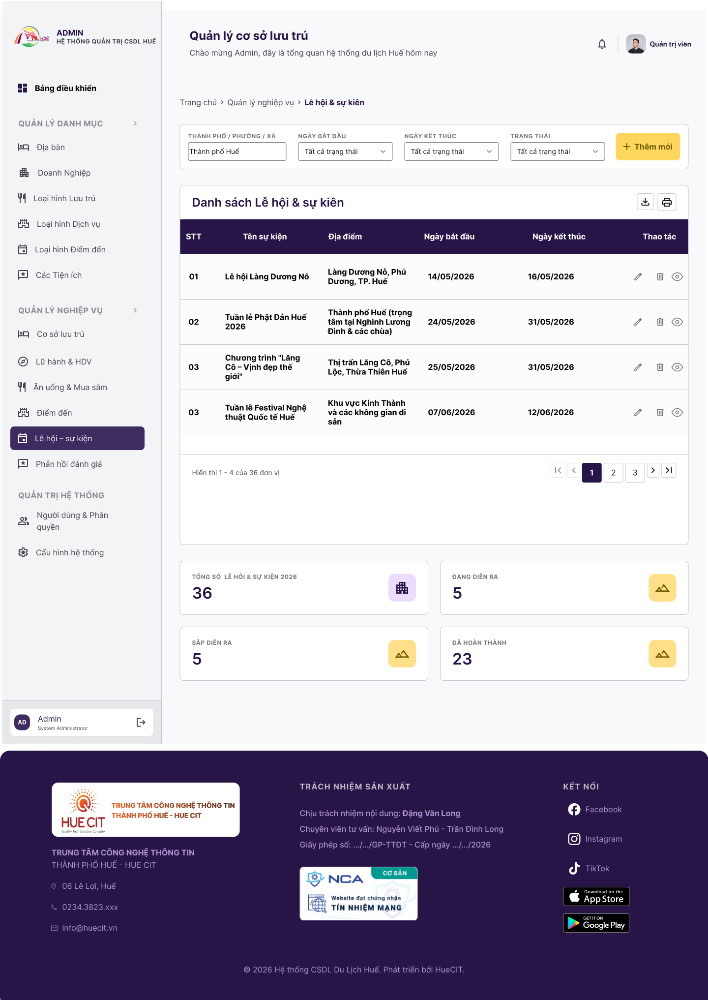 ADMIN
HỆ THỐNG QUẢN TRỊ CSDL HUẾ
Bảng điều khiển
QUẢN LÝ DANH MỤC
Địa bàn
Doanh Nghiệp
Loại hình Lưu trú
Loại hình Dịch vụ
Loại hình Điểm đến
Các Tiện ích
QUẢN LÝ NGHIỆP VỤ
Cơ sở lưu trú
Lữ hành & HDV
Ăn uống & Mua sắm
Điểm đến
Lễ hội – sự kiện
Phản hồi đánh giá
QUẢN TRỊ HỆ THỐNG
Người dùng & Phân
quyền
Cấu hình hệ thống
AD
Admin
System Administrator
Quản lý cơ sở lưu trú
Chào mừng Admin, đây là tổng quan hệ thống du lịch Huế hôm nay
Quản trị viên
Trang chủ > Quản lý nghiệp vụ > Lễ hội & sự kiên
THÀNH PHỐ / PHƯỜNG / XÃ
Thành phố Huế
NGÀY BẮT ĐẦU
Tất cả trạng thái
NGÀY KẾT THÚC
Tất cả trạng thái
TRẠNG THÁI
Tất cả trạng thái
Thêm mới
Danh sách Lễ hội & sự kiên
STT Tên sự kiện Địa điểm Ngày bắt đầu Ngày kết thúc Thao tác
01
Lễ hội Làng Dương Nỗ
Làng Dương Nỗ, Phú
Dương, TP. Huế
14/05/2026
16/05/2026
02
Tuần lễ Phật Đản Huế
2026
Thành phố Huế (trọng
tâm tại Nghinh Lương
Đình & các chùa)
24/05/2026
31/05/2026
03
Chương trình "Lăng
Cô – Vịnh đẹp thế
giới"
Thị trấn Lăng Cô, Phú
Lộc, Thừa Thiên Huế
25/05/2026
31/05/2026
03
Tuần lễ Festival Nghệ
thuật Quốc tế Huế
Khu vực Kinh Thành
và các không gian di
sản
07/06/2026
12/06/2026
Hiển thị 1 - 4 của 36 đơn vị
1 2 3
TỔNG SỐ LỄ HÔI & SỰ KIỆN 2026
36
ĐANG DIỄN RA
5
SẮP DIỄN RA
5
ĐÃ HOÀN THÀNH
23
HUE CIT
Quality Tech Solution Complex
TRUNG TÂM CÔNG NGHỆ THÔNG TIN
THÀNH PHỐ HUẾ - HUE CIT
TRUNG TÂM CÔNG NGHỆ THÔNG TIN
THÀNH PHỐ HUẾ - HUE CIT
06 Lê Lợi, Huế
0234.3823.xxx
info@huecit.vn
TRÁCH NHIỆM SẢN XUẤT
Chịu trách nhiệm nội dung: Đặng Văn Long
Chuyên viên tư vấn: Nguyễn Viết Phú - Trần Đình Long
Giấy phép số: .../.../GP-TTĐT - Cấp ngày .../.../2026
NCA
CƠ BẢN
Website đạt chứng nhận
TÍN NHIỆM MẠNG
KẾT NỐI
Facebook
Instagram
TikTok
Download on the
App Store
GET IT ON
Google Play
© 2026 Hệ thống CSDL Du Lịch Huế. Phát triển bởi HueCIT.